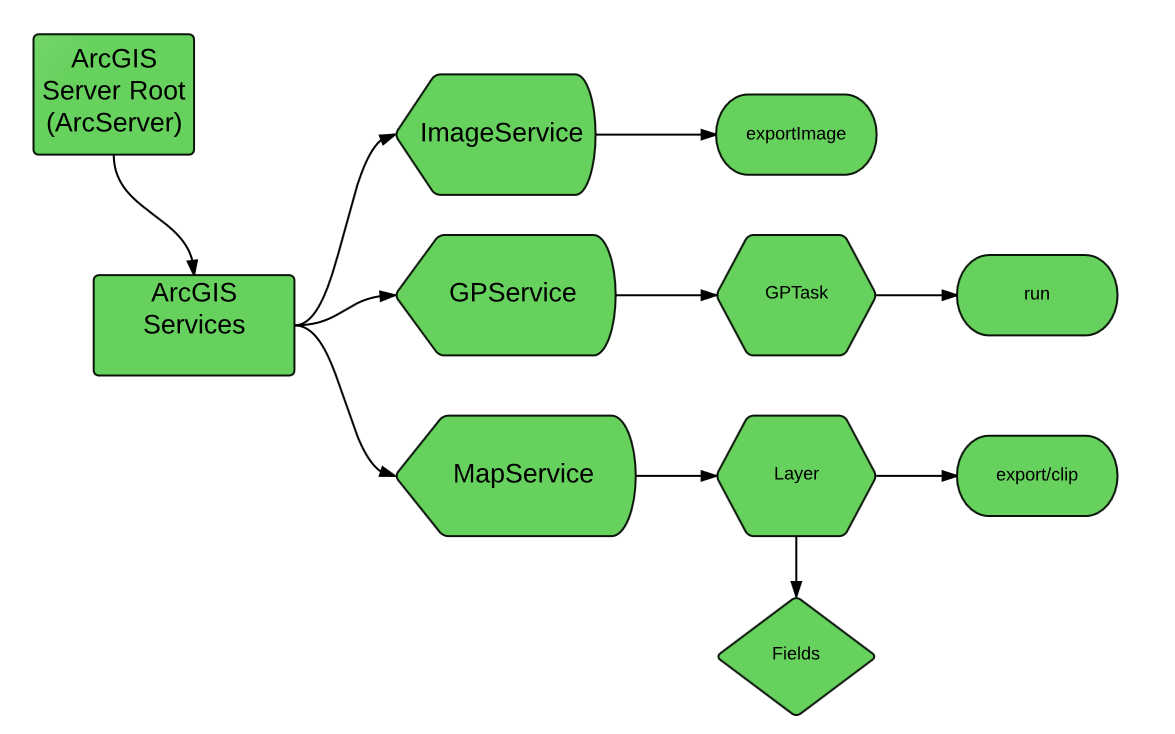 ArcGIS
Server Root
(ArcServer)
ImageService
exportImage
ArcGIS
Services
GPService
GPTask
run
MapService
Layer
export/clip
Fields